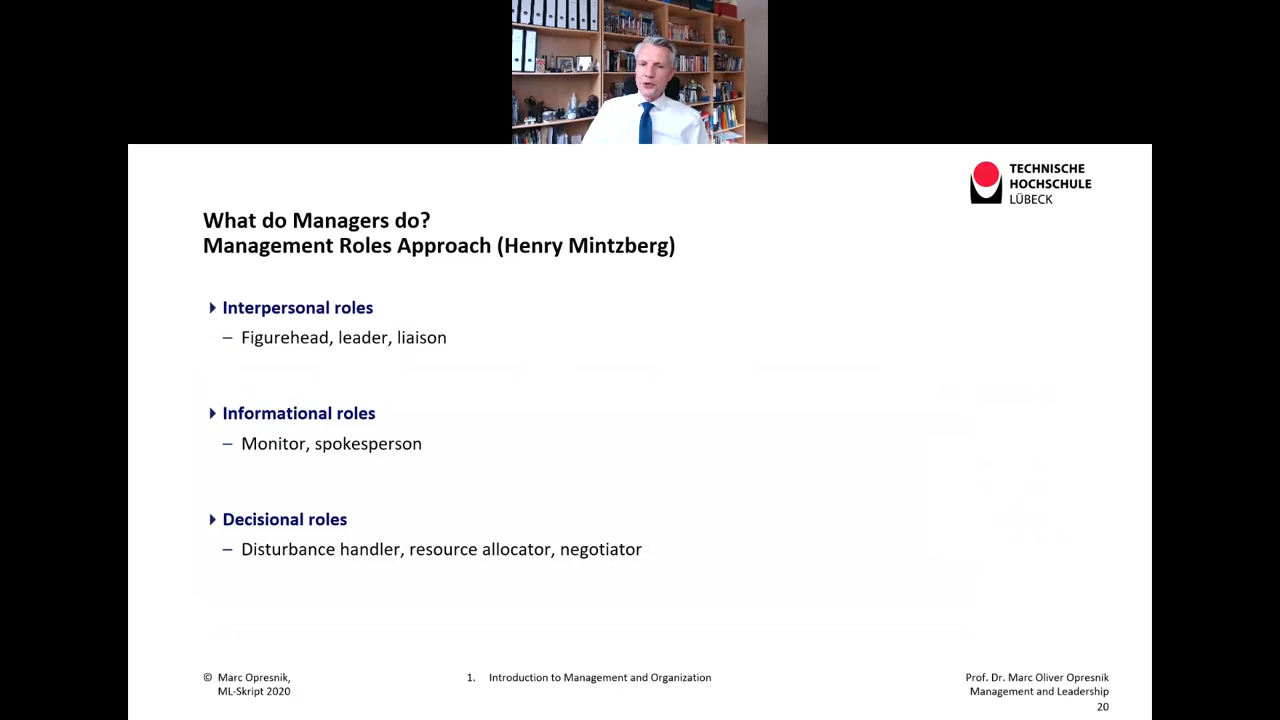 TECHNISCHE
HOCHSCHULE
LÜBECK
What do Managers do?
Management Roles Approach (Henry Mintzberg)
Interpersonal roles
– Figurehead, leader, liaison
Informational roles
– Monitor, spokesperson
Decisional roles
– Disturbance handler, resource allocator, negotiator
© Marc Opresnik,
ML-Skript 2020
1. Introduction to Management and Organization
Prof. Dr. Marc Oliver Opresnik
Management and Leadership
20